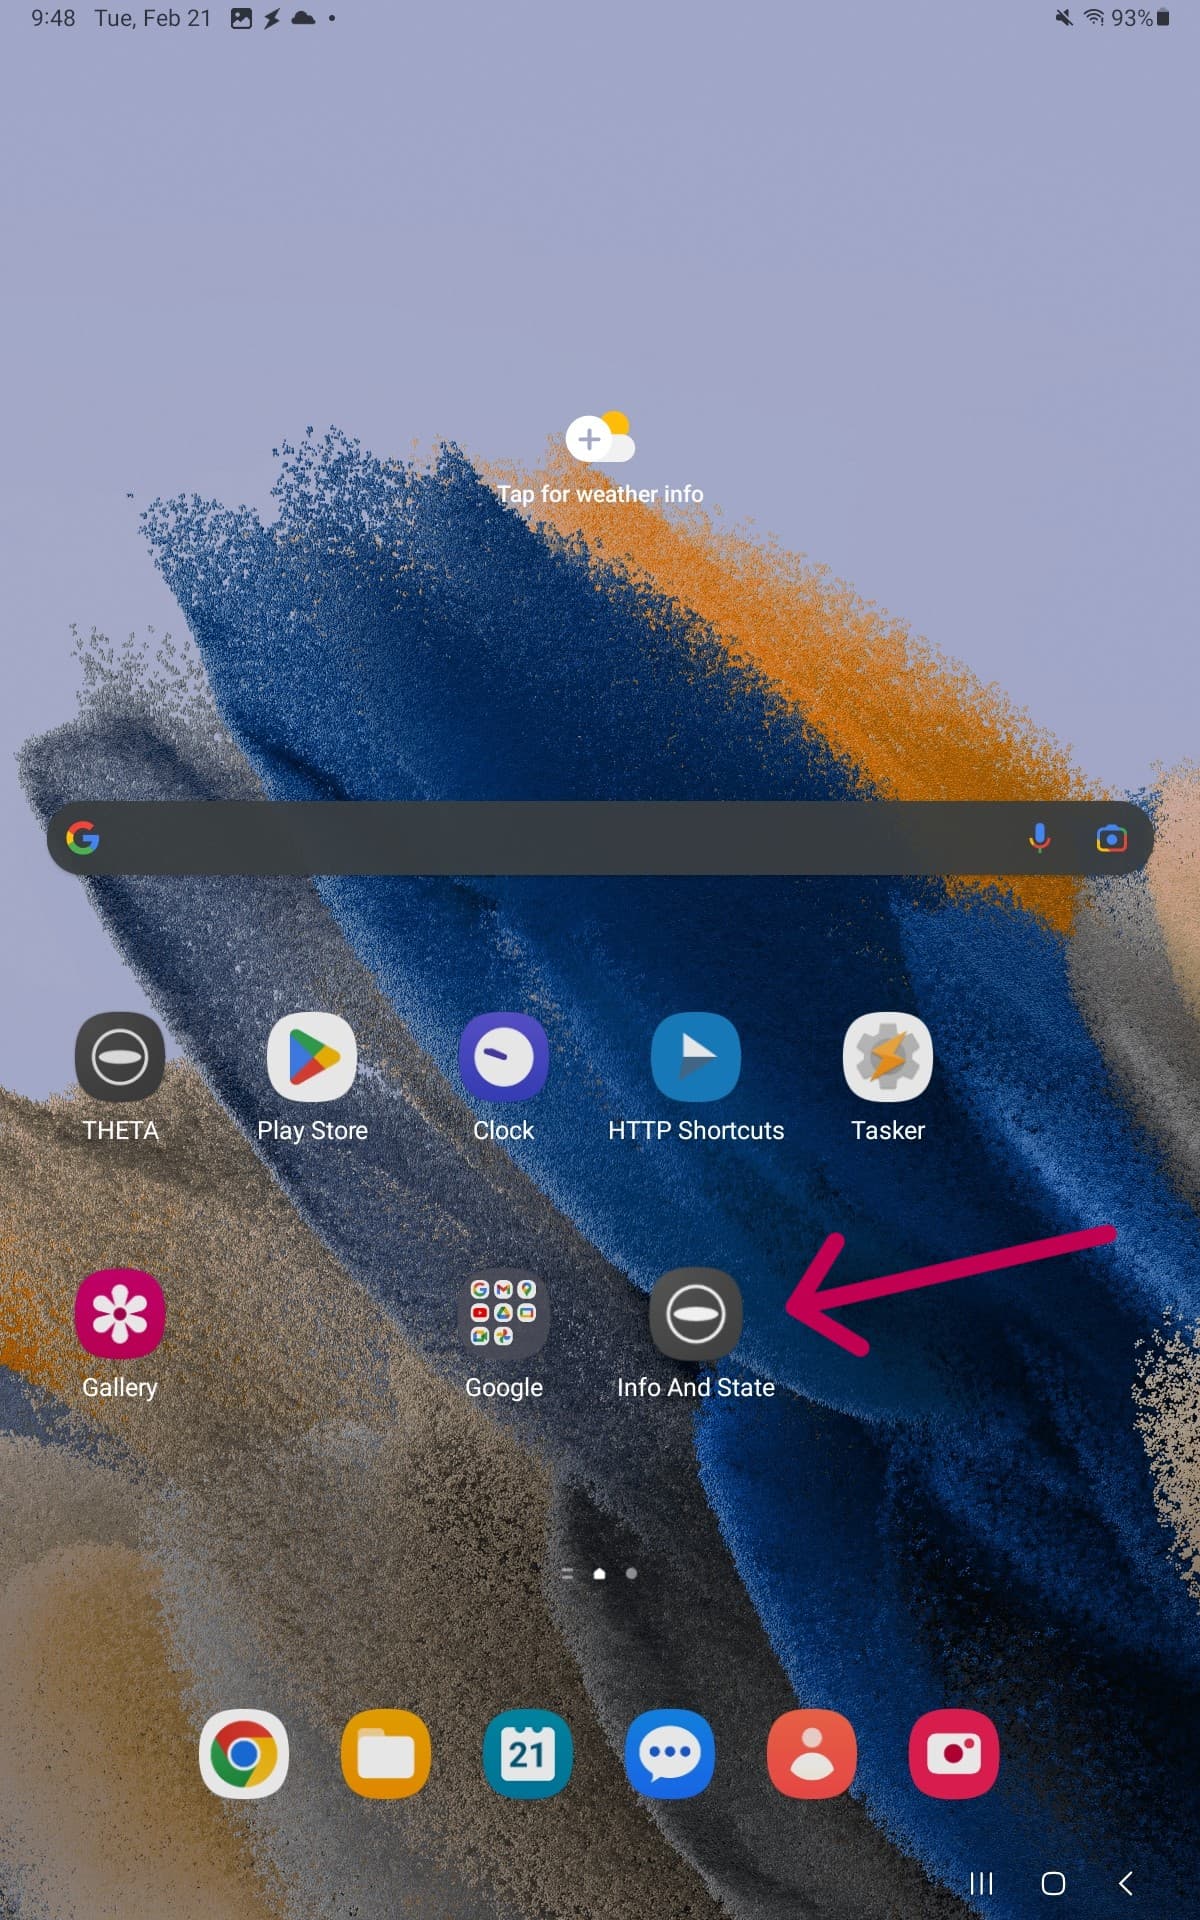 9:48 Tue, Feb 21 93%
Tap for weather info
THETA Play Store Clock HTTP Shortcuts Tasker
Gallery Google Info And State
21